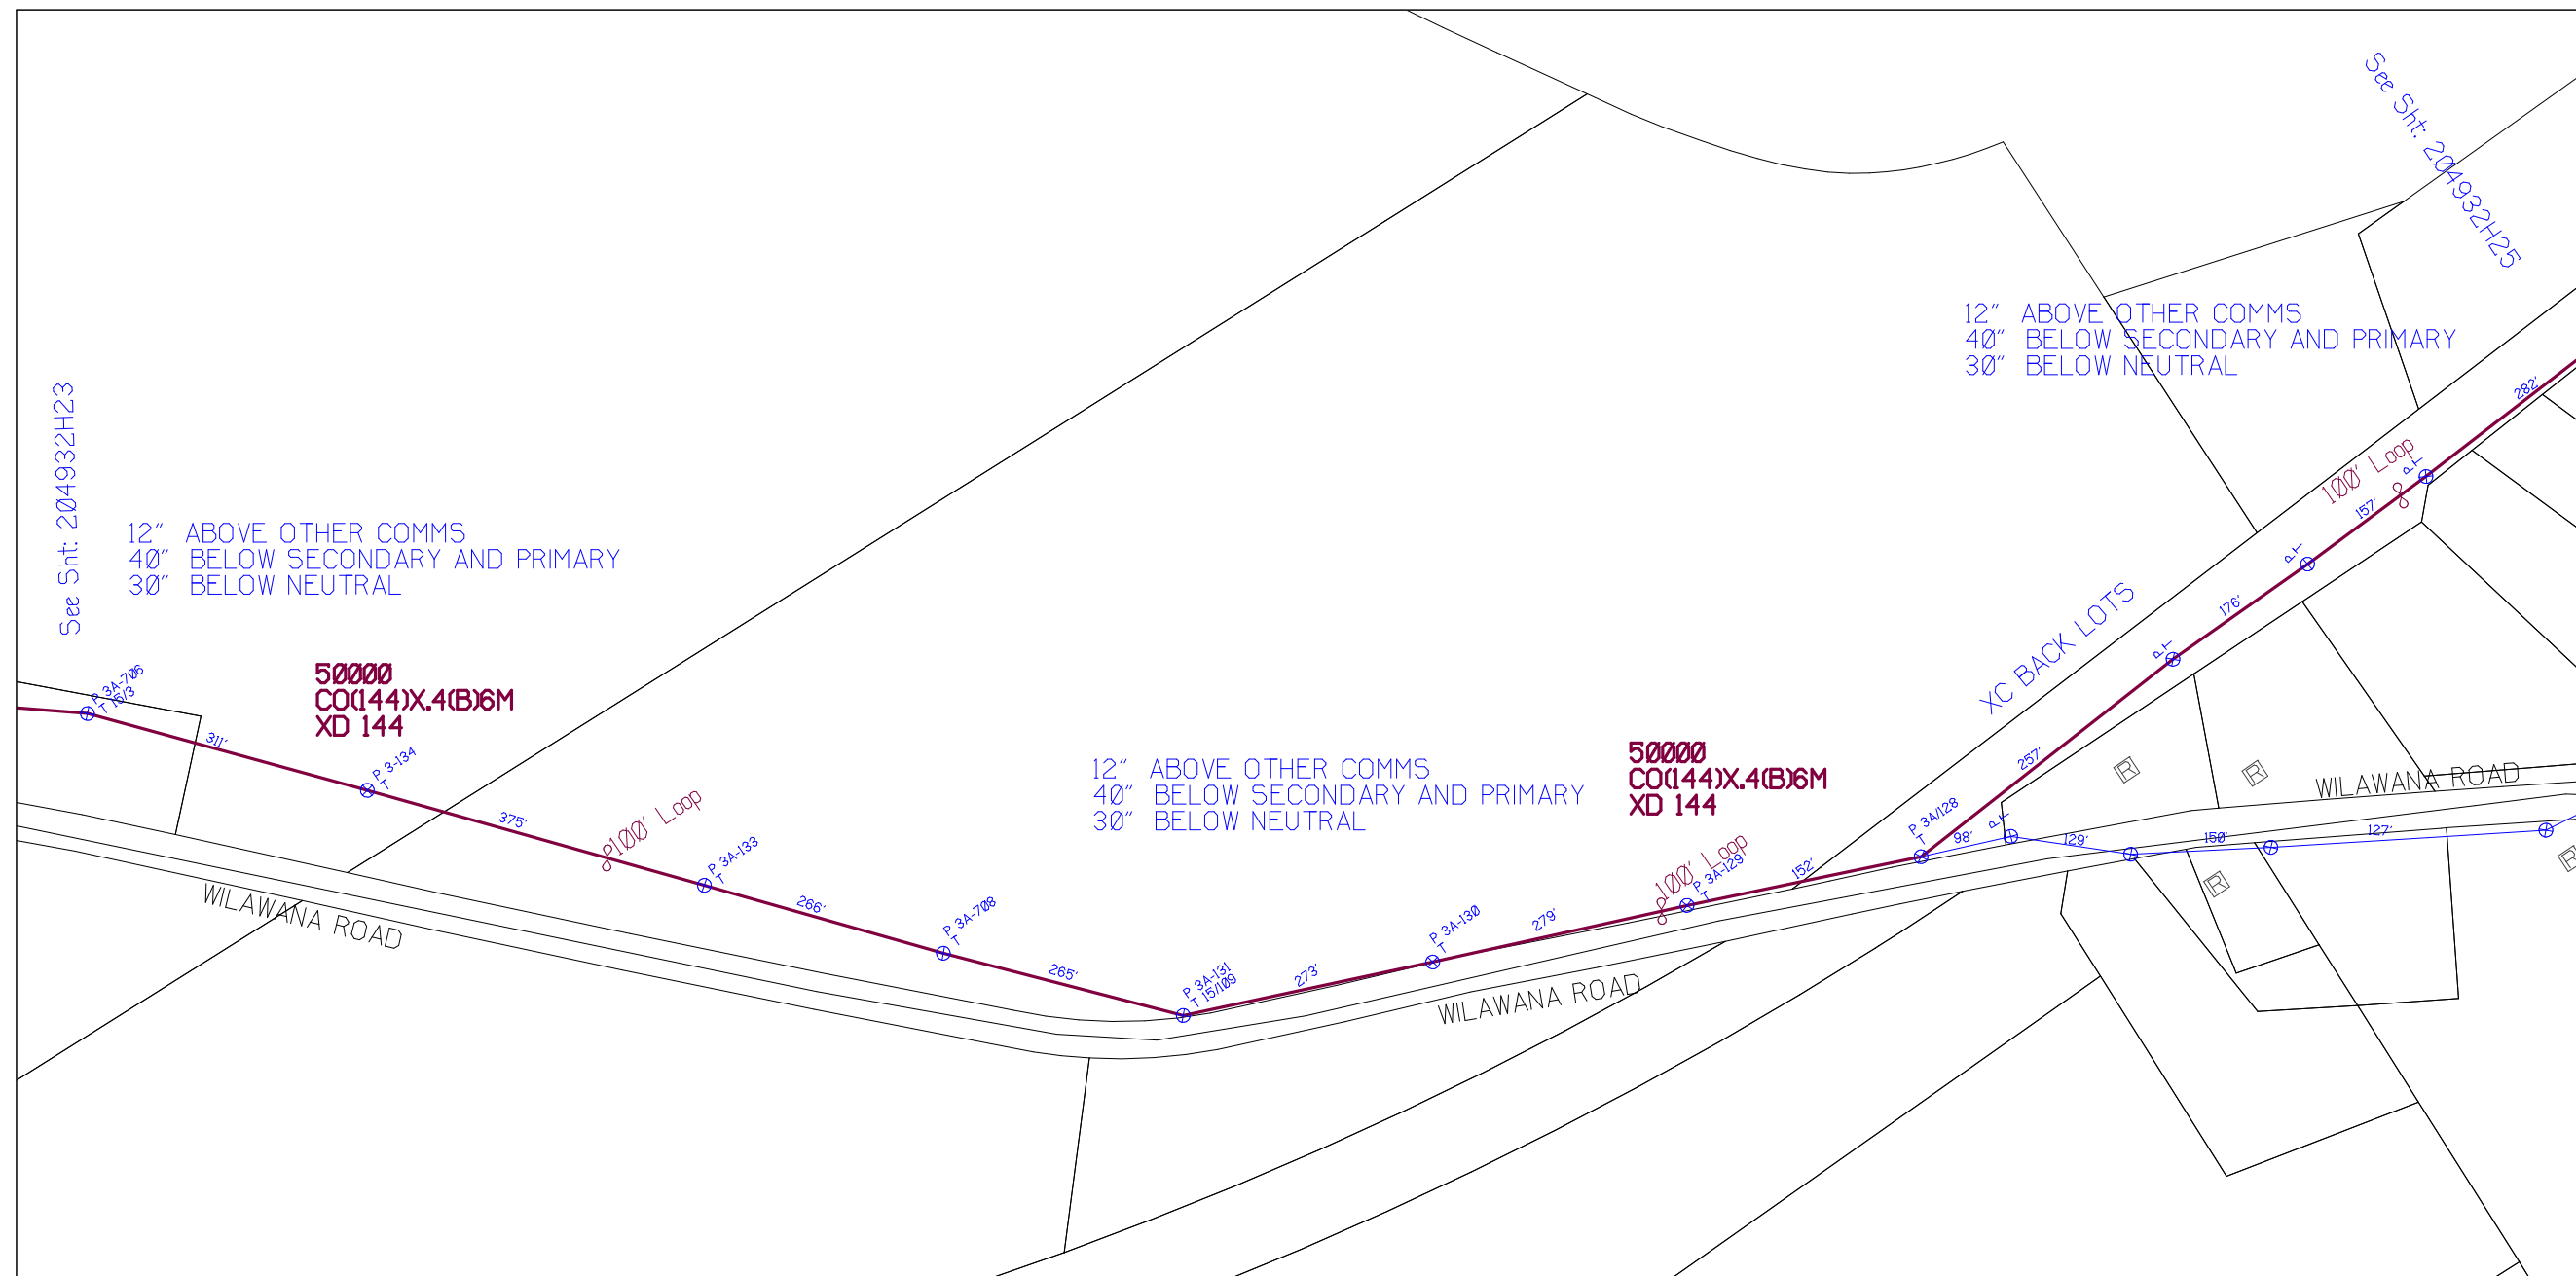 See Sht: 204932H25
12" ABOVE OTHER COMMS
40" BELOW SECONDARY AND PRIMARY
30" BELOW NEUTRAL
282'
See Sht: 204932H23
100' Loop
P T
157'
12" ABOVE OTHER COMMS
40" BELOW SECONDARY AND PRIMARY
30" BELOW NEUTRAL
P T
176'
XC BACK LOTS
P T
50000
CO(144)X.4(B)6M
XD 144
P 3A-706
T 15/3
311'
P 3-134
T
257'
50000
CO(144)X.4(B)6M
XD 144
12" ABOVE OTHER COMMS
40" BELOW SECONDARY AND PRIMARY
30" BELOW NEUTRAL
R
R
WILAWANA ROAD
375'
100' Loop
P 3A-133
T
100' Loop
P 3A-129
T
152'
P 3A/128
T
98'
P T
129'
150'
127'
R
R
WILAWANA ROAD
266'
P 3A-708
T
265'
P 3A-131
T 15/109
273'
P 3A-130
T
279'
WILAWANA ROAD